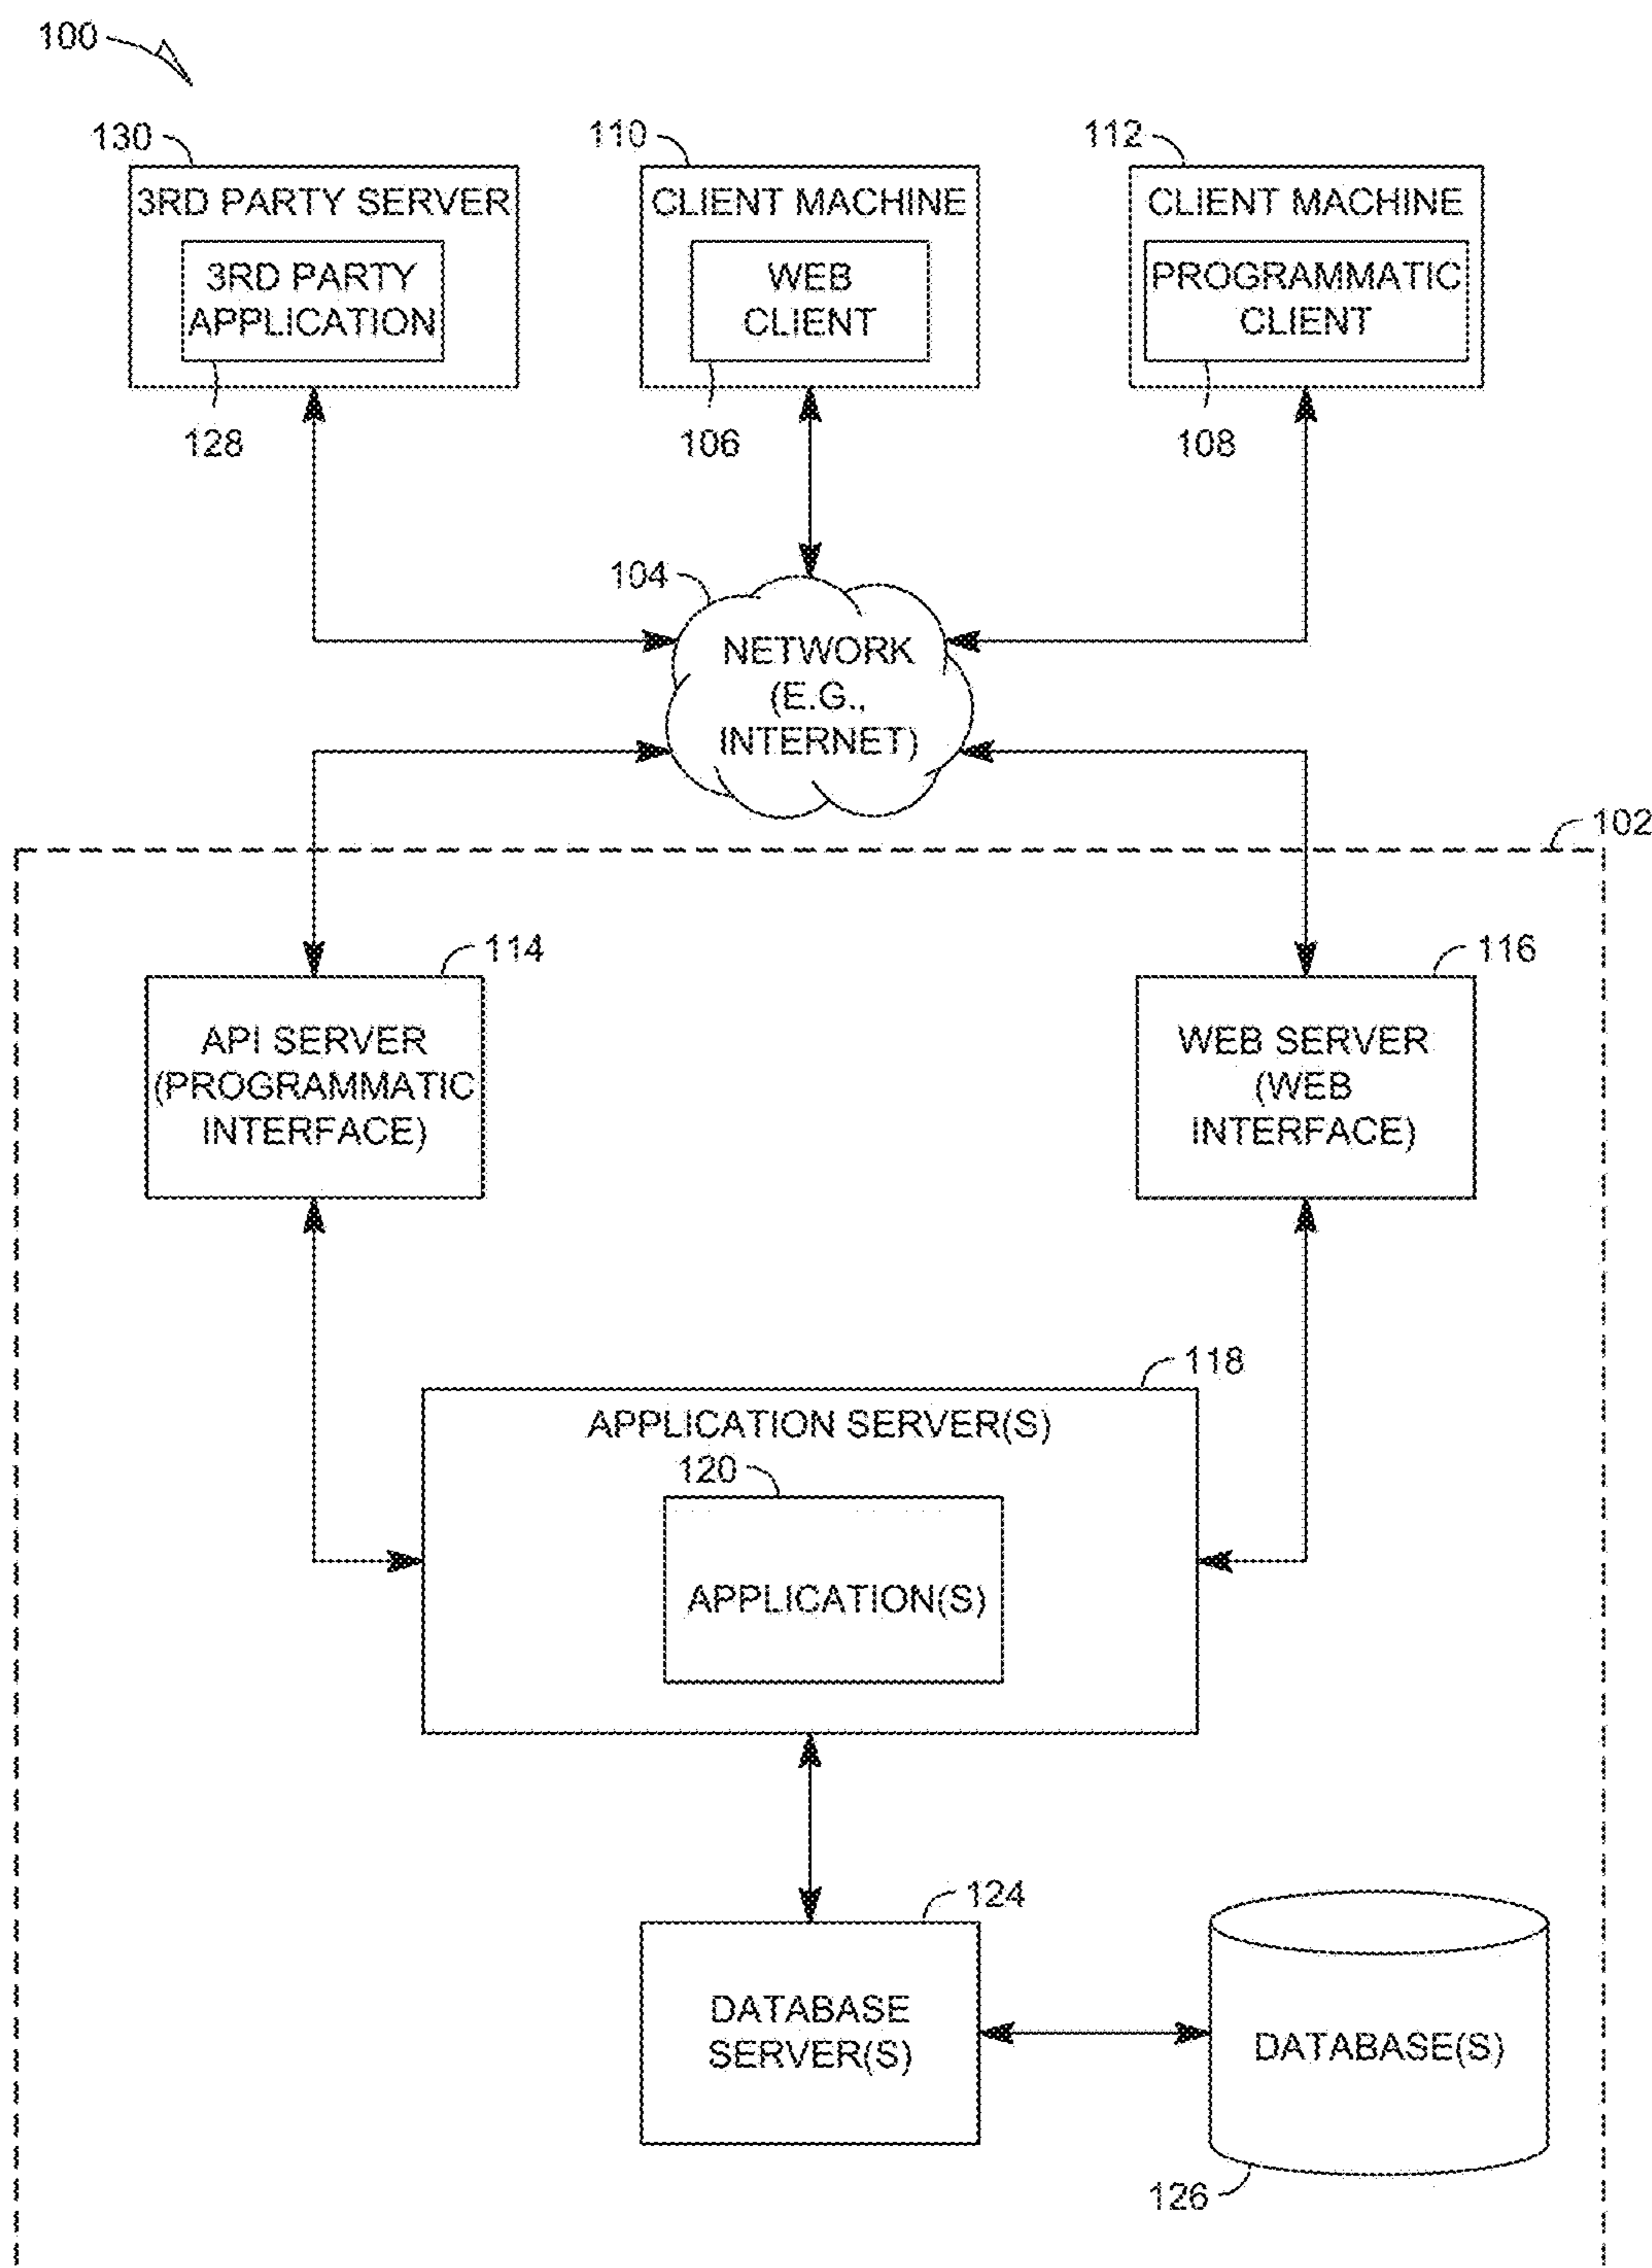 100
130
110
112
3RD PARTY SERVER
CLIENT MACHINE
CLIENT MACHINE
3RD PARTY
APPLICATION
WEB
CLIENT
PROGRAMMATIC
CLIENT
128
106
108
104
NETWORK
(E.G.,
INTERNET)
102
114
116
API SERVER
(PROGRAMMATIC
INTERFACE)
WEB SERVER
(WEB
INTERFACE)
118
APPLICATION SERVER(S)
120
APPLICATION(S)
124
DATABASE
SERVER(S)
DATABASE(S)
126